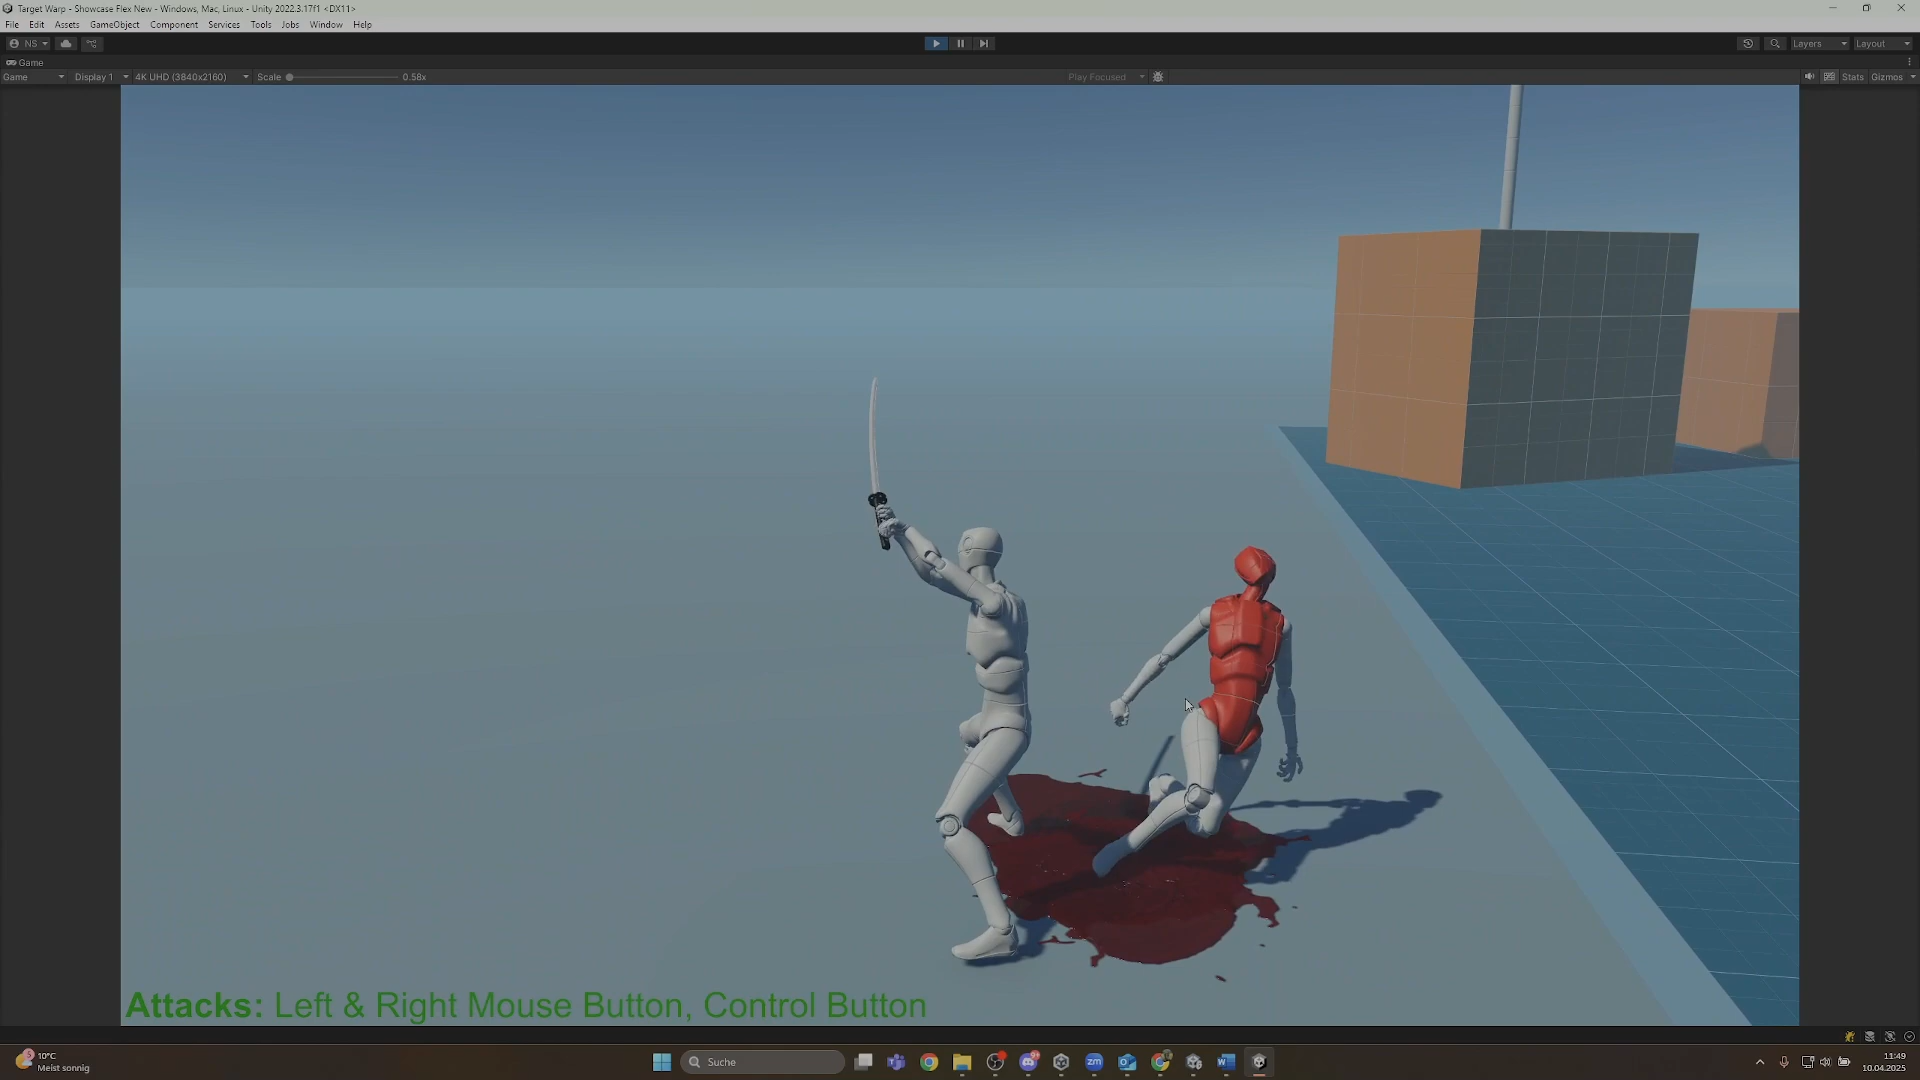 Target Warp - Showcase Flex New - Windows, Mac, Linux - Unity 2022.3.17f1 <DX11>
File Edit Assets GameObject Component Services Tools Jobs Window Help
NS Layers Layout
Game
Game Display 1 4K UHD (3840x2160) Scale 0.58x Play Focused Stats Gizmos
Attacks: Left & Right Mouse Button, Control Button
10°C
Meist sonnig
Suche
11:49
10.04.2025